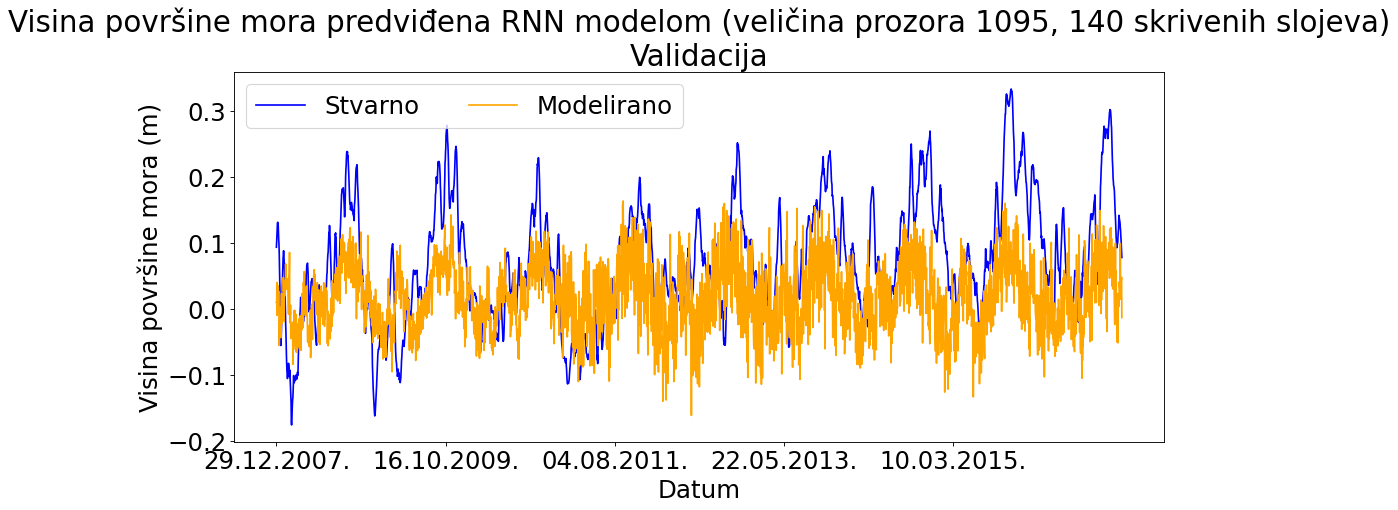 Visina površine mora predviđena RNN modelom (veličina prozora 1095, 140 skrivenih slojeva)
Validacija
Stvarno
Modelirano
Visina površine mora (m)
0.3
0.2
0.1
0.0
−0.1
−0.2
29.12.2007.
16.10.2009.
04.08.2011.
22.05.2013.
10.03.2015.
Datum